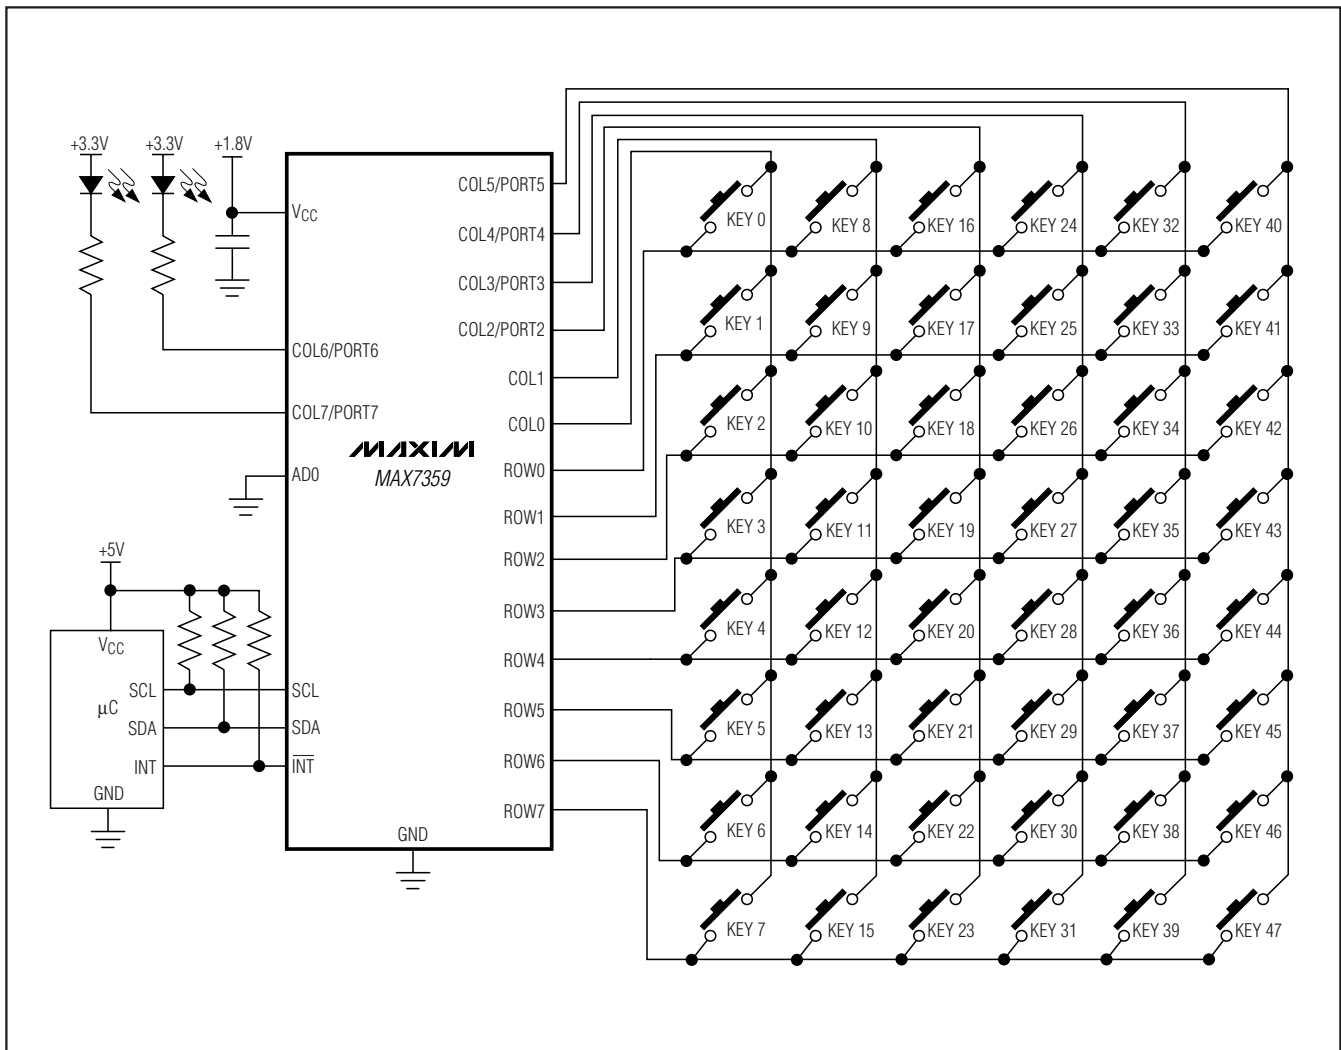 +3.3V +3.3V +1.8V
VCC
COL6/PORT6
COL7/PORT7
AD0
MAXIM
MAX7359
COL5/PORT5
COL4/PORT4
COL3/PORT3
COL2/PORT2
COL1
COL0
ROW0
ROW1
ROW2
ROW3
ROW4
ROW5
ROW6
ROW7
GND
SCL
SDA
INT
+5V
VCC
µC
SCL
SDA
INT
GND
KEY 0 KEY 8 KEY 16 KEY 24 KEY 32 KEY 40
KEY 1 KEY 9 KEY 17 KEY 25 KEY 33 KEY 41
KEY 2 KEY 10 KEY 18 KEY 26 KEY 34 KEY 42
KEY 3 KEY 11 KEY 19 KEY 27 KEY 35 KEY 43
KEY 4 KEY 12 KEY 20 KEY 28 KEY 36 KEY 44
KEY 5 KEY 13 KEY 21 KEY 29 KEY 37 KEY 45
KEY 6 KEY 14 KEY 22 KEY 30 KEY 38 KEY 46
KEY 7 KEY 15 KEY 23 KEY 31 KEY 39 KEY 47